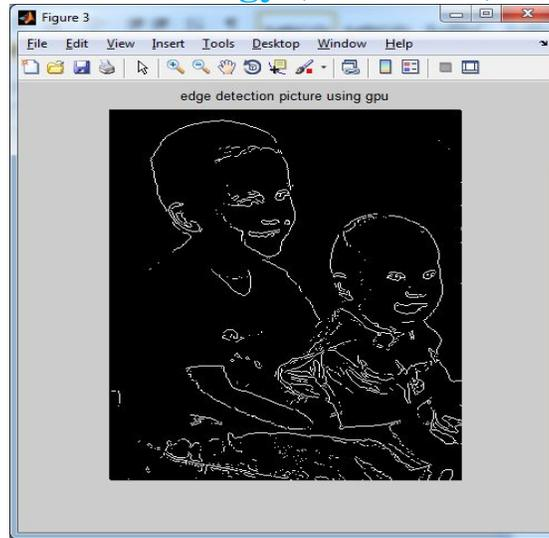 Figure 3
File Edit View Insert Tools Desktop Window Help
edge detection picture using gpu